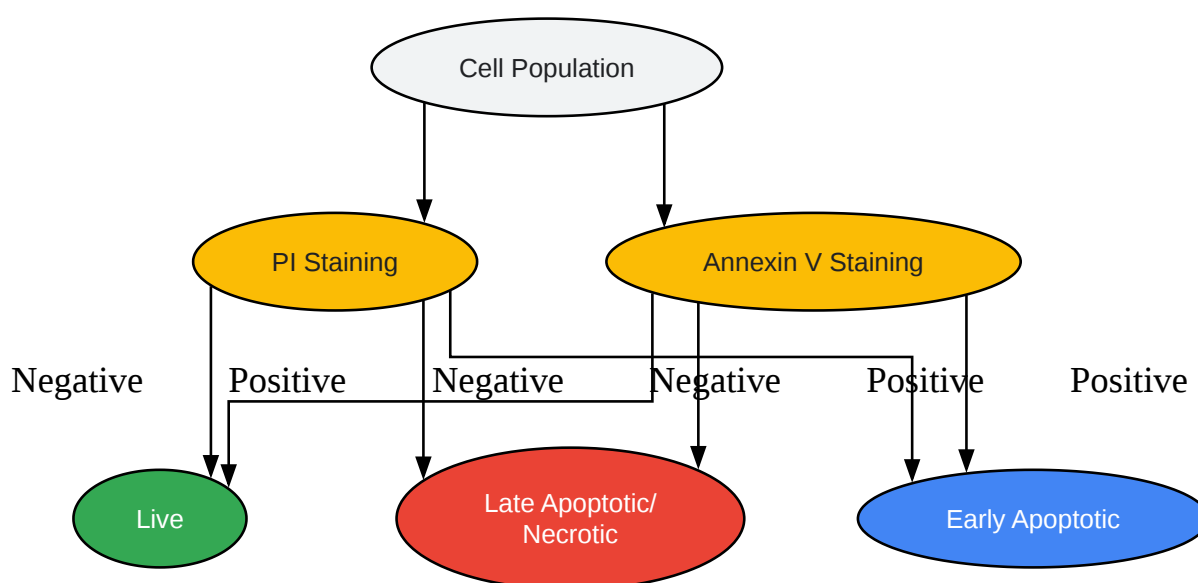 Cell Population
PI Staining
Annexin V Staining
Negative
Positive
Negative
Negative
Positive
Positive
Live
Late Apoptotic/
Necrotic
Early Apoptotic